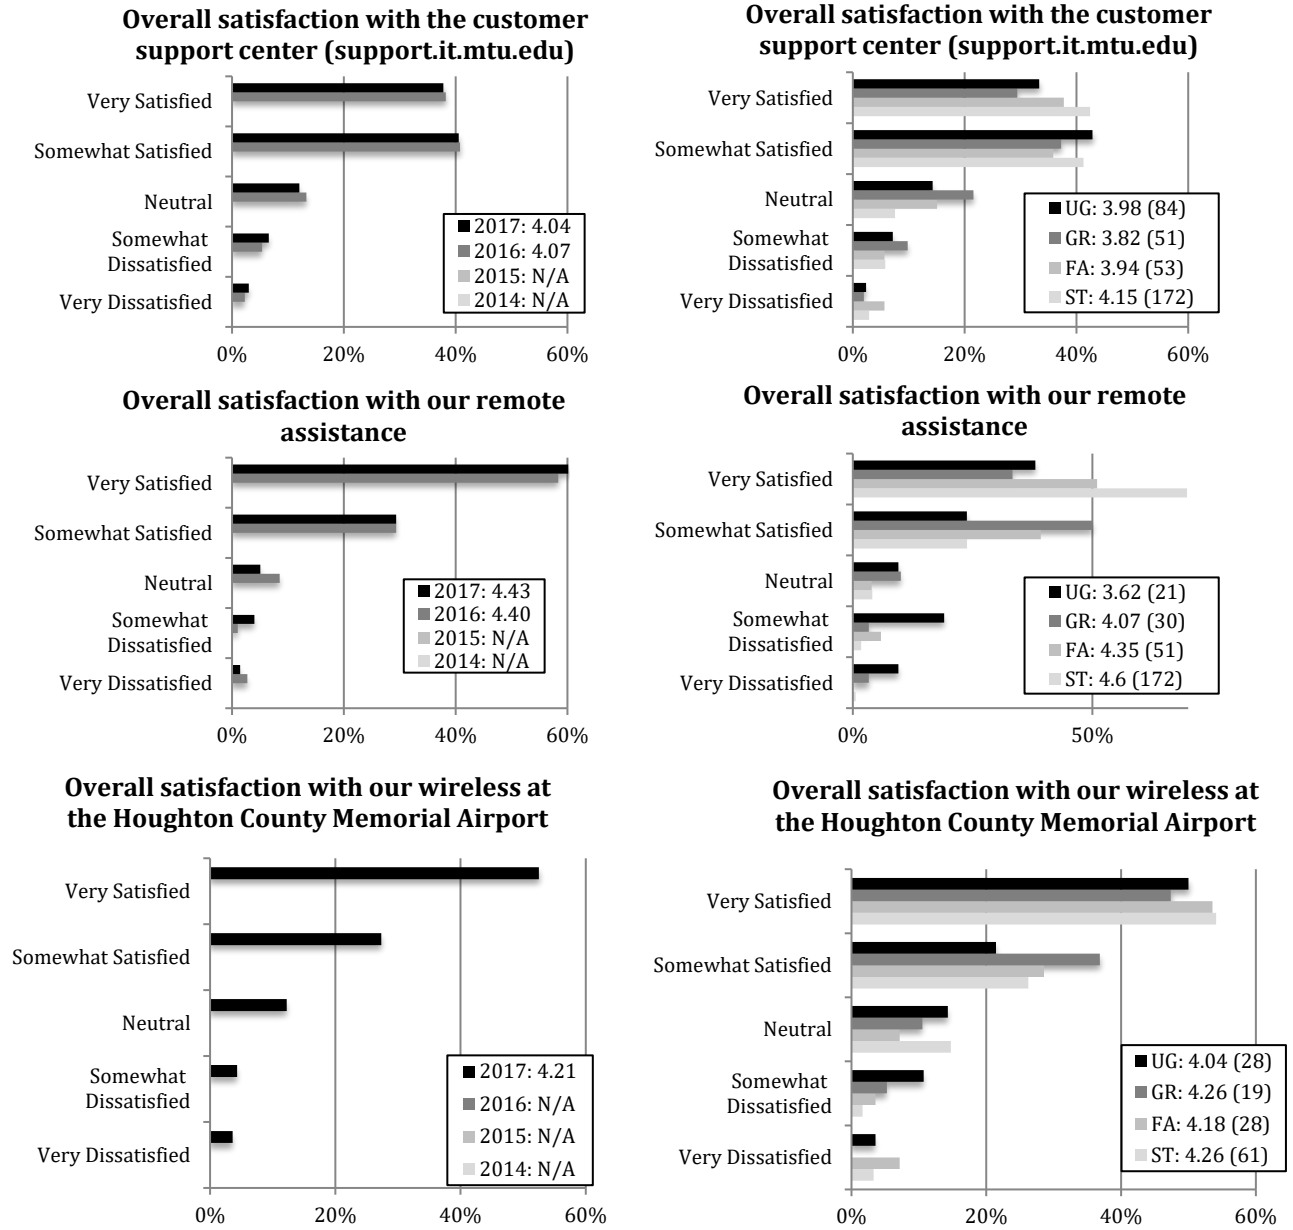 Overall satisfaction with the customer
support center (support.it.mtu.edu)
Very Satisfied
Somewhat Satisfied
Neutral
Somewhat
Dissatisfied
Very Dissatisfied
2017: 4.04
2016: 4.07
2015: N/A
2014: N/A
0% 20% 40% 60%
Overall satisfaction with the customer
support center (support.it.mtu.edu)
Very Satisfied
Somewhat Satisfied
Neutral
Somewhat
Dissatisfied
Very Dissatisfied
UG: 3.98 (84)
GR: 3.82 (51)
FA: 3.94 (53)
ST: 4.15 (172)
0% 20% 40% 60%
Overall satisfaction with our remote
assistance
Very Satisfied
Somewhat Satisfied
Neutral
Somewhat
Dissatisfied
Very Dissatisfied
2017: 4.43
2016: 4.40
2015: N/A
2014: N/A
0% 20% 40% 60%
Overall satisfaction with our remote
assistance
Very Satisfied
Somewhat Satisfied
Neutral
Somewhat
Dissatisfied
Very Dissatisfied
UG: 3.62 (21)
GR: 4.07 (30)
FA: 4.35 (51)
ST: 4.6 (172)
0% 50%
Overall satisfaction with our wireless at
the Houghton County Memorial Airport
Very Satisfied
Somewhat Satisfied
Neutral
Somewhat
Dissatisfied
Very Dissatisfied
2017: 4.21
2016: N/A
2015: N/A
2014: N/A
0% 20% 40% 60%
Overall satisfaction with our wireless at
the Houghton County Memorial Airport
Very Satisfied
Somewhat Satisfied
Neutral
Somewhat
Dissatisfied
Very Dissatisfied
UG: 4.04 (28)
GR: 4.26 (19)
FA: 4.18 (28)
ST: 4.26 (61)
0% 20% 40% 60%